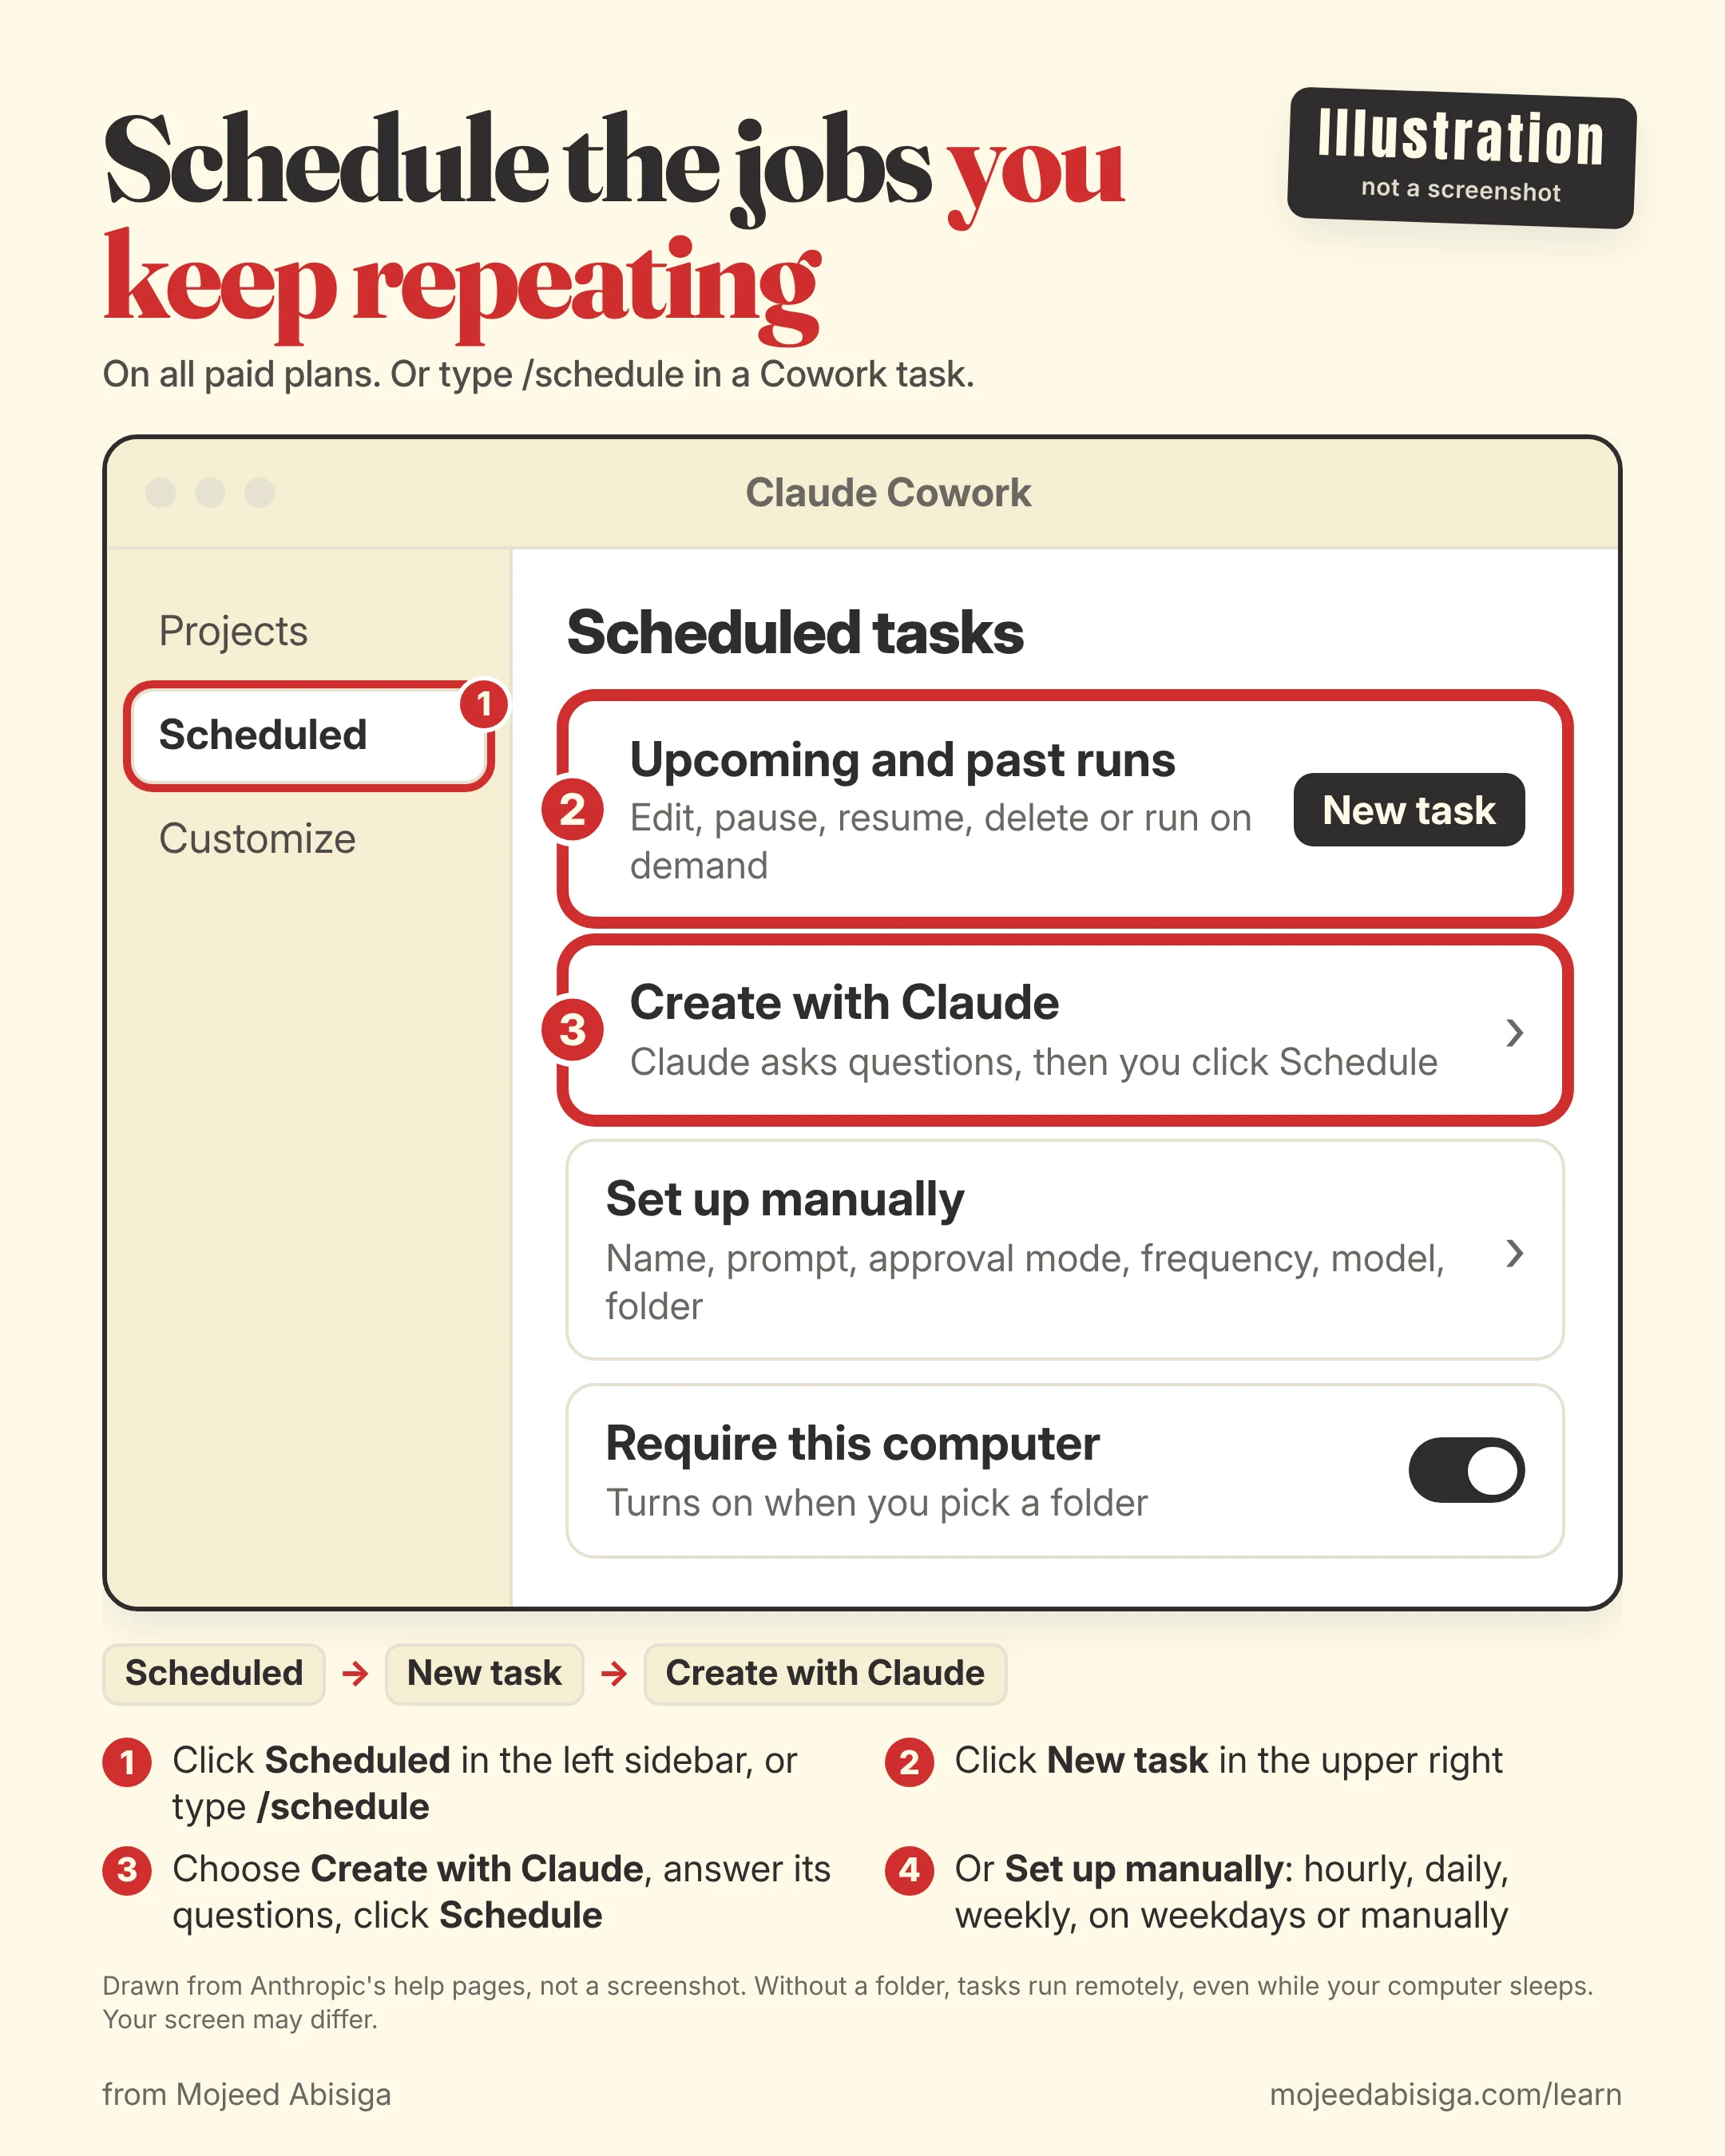 Schedule the jobs you
keep repeating
Illustration
not a screenshot
On all paid plans. Or type /schedule in a Cowork task.
Claude Cowork
Projects
Scheduled
1
Customize
Scheduled tasks
2
Upcoming and past runs
Edit, pause, resume, delete or run on
demand
New task
3
Create with Claude
Claude asks questions, then you click Schedule
Set up manually
Name, prompt, approval mode, frequency, model,
folder
Require this computer
Turns on when you pick a folder
Scheduled → New task → Create with Claude
1 Click Scheduled in the left sidebar, or
type /schedule
2 Click New task in the upper right
3 Choose Create with Claude, answer its
questions, click Schedule
4 Or Set up manually: hourly, daily,
weekly, on weekdays or manually
Drawn from Anthropic's help pages, not a screenshot. Without a folder, tasks run remotely, even while your computer sleeps.
Your screen may differ.
from Mojeed Abisiga
mojeedabisiga.com/learn